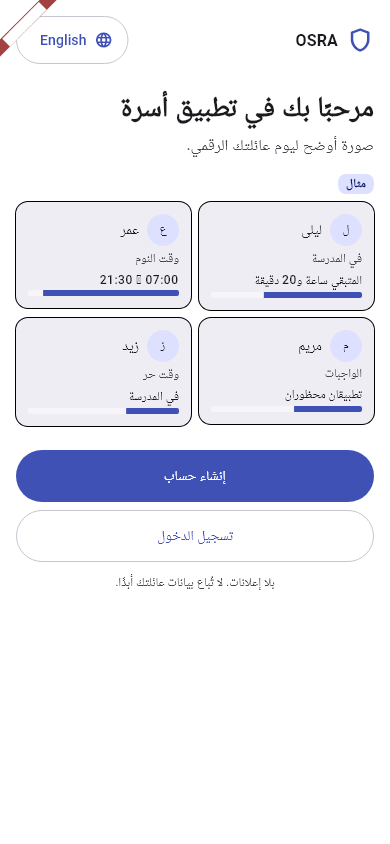 OSRA
English
مرحبًا بك في تطبيق أسرة
صورة أوضح ليوم عائلتك الرقمي.
مثال
ل
ليلى
في المدرسة
المتبقي ساعة و20 دقيقة
ع
عمر
وقت النوم
21:30 07:00
م
مريم
الواجبات
تطبيقان محظوران
ز
زيد
وقت حر
في المدرسة
إنشاء حساب
تسجيل الدخول
بلا إعلانات. لا تُباع بيانات عائلتك أبدًا.